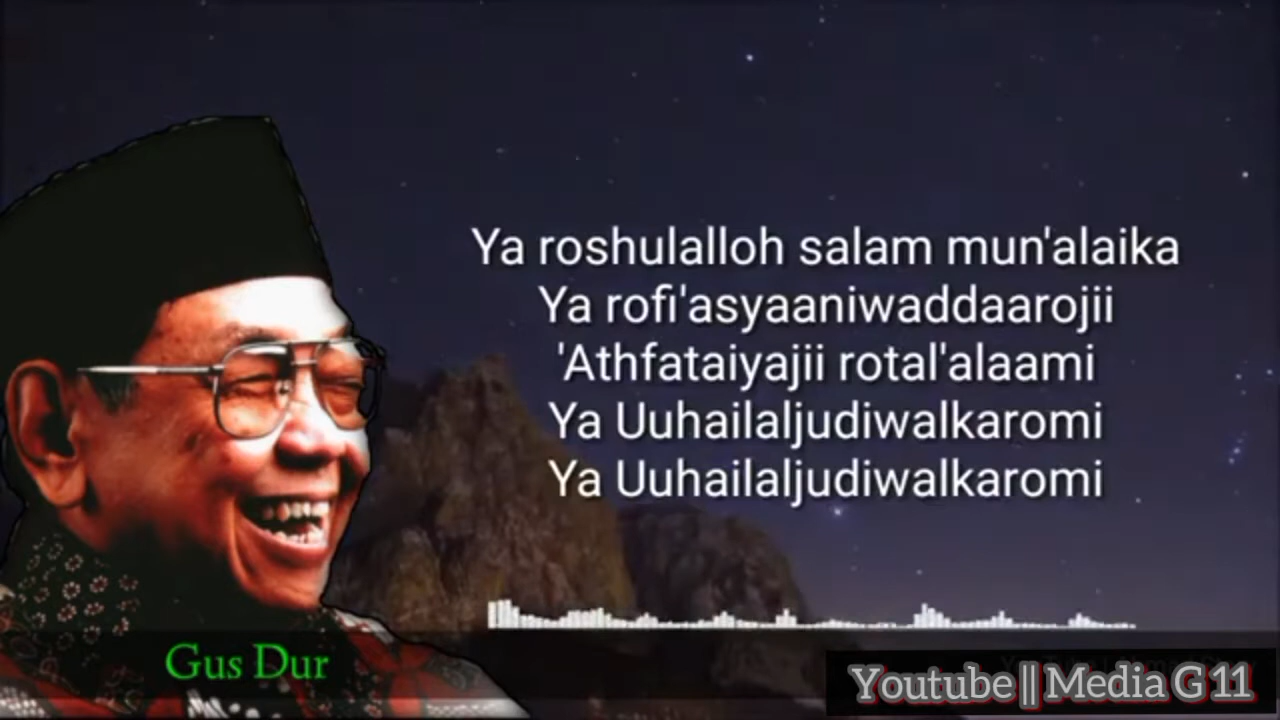 Ya roshulalloh salam mun'alaika
Ya rofi'asyaaniwaddaarojii
'Athfataiyajii rotal'alaami
Ya Uuhailaljudiwalkaromi
Ya Uuhailaljudiwalkaromi
Gus Dur
Youtube || Media G 11